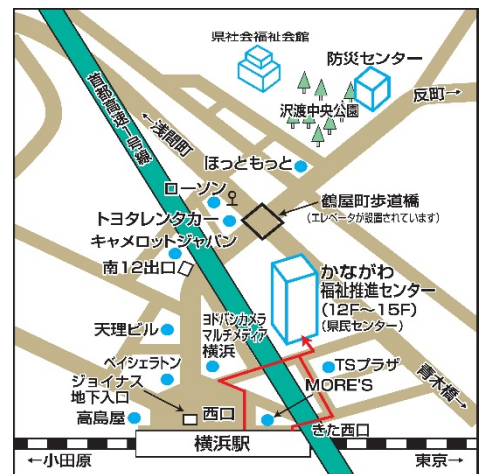 県社会福祉会館
防災センター
首都高速1号線
←浅間町
沢渡中央公園
反町→
ほっともっと
ローソン
鶴屋町歩道橋
(エレベータが設置されています)
トヨタレンタカー
キャメロットジャパン
南12出口
かながわ
福祉推進センター
(12F～15F)
(県民センター)
天理ビル
ヨドバシカメラ
マルチメディア
横浜
ベイシェラトン
TSプラザ
青木橋→
ジョイナス
地下入口
MORE'S
高島屋
西口
きた西口
横浜駅
←小田原
東京→